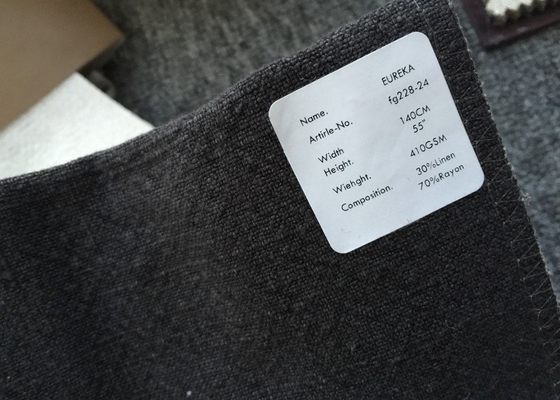 Name. EUREKA
Artirle-No. fg228-24
Width 140CM
Height. 55"
Wiehght. 410GSM
Composition. 30%Linen
70%Rayon